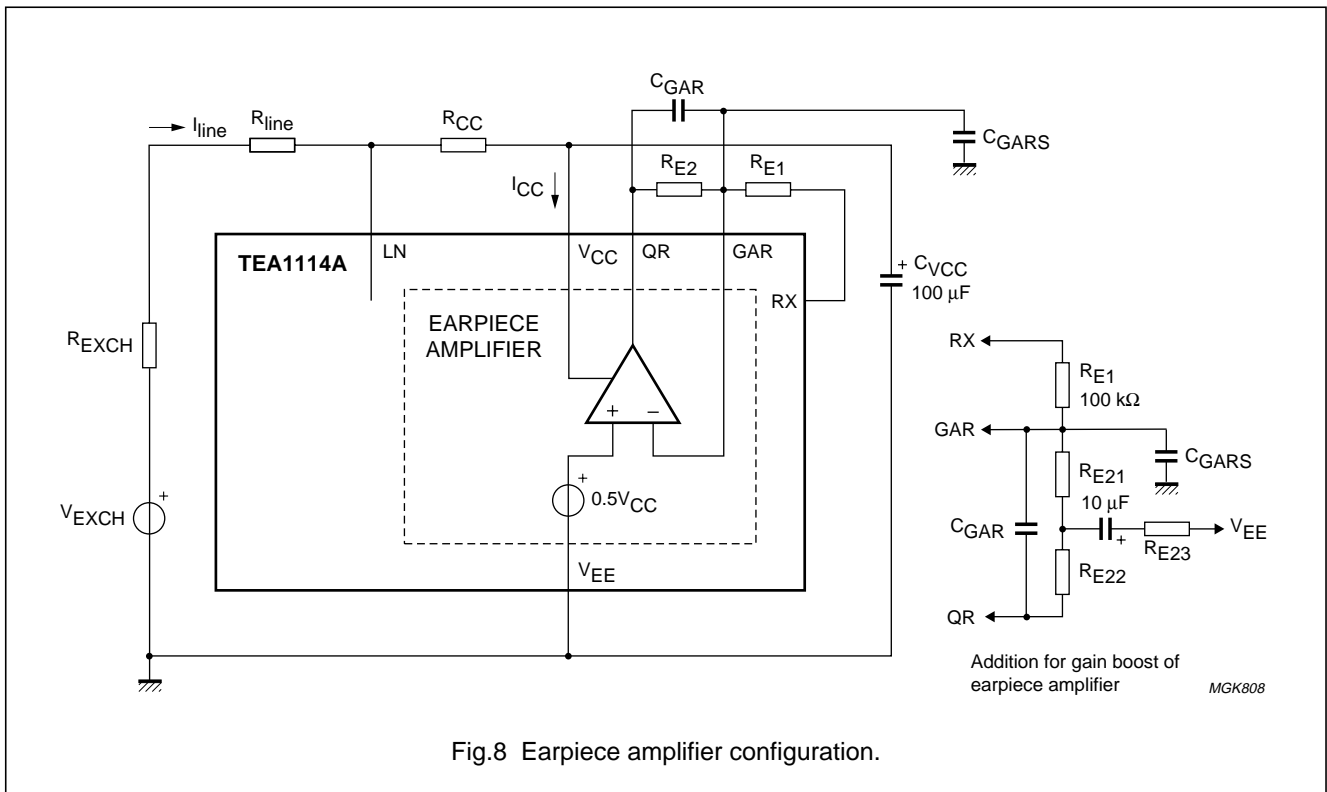 C_GAR
I_line
R_line
R_CC
C_GARS
R_E2
R_E1
I_CC
TEA1114A
LN
V_CC
QR
GAR
C_VCC
100 μF
RX
EARPIECE
AMPLIFIER
R_EXCH
RX
R_E1
100 kΩ
+
−
GAR
C_GARS
R_E21
+
0.5V_CC
10 μF
V_EXCH
+
C_GAR
+
V_EE
R_E23
V_EE
R_E22
QR
Addition for gain boost of
earpiece amplifier
MGK808
Fig.8 Earpiece amplifier configuration.